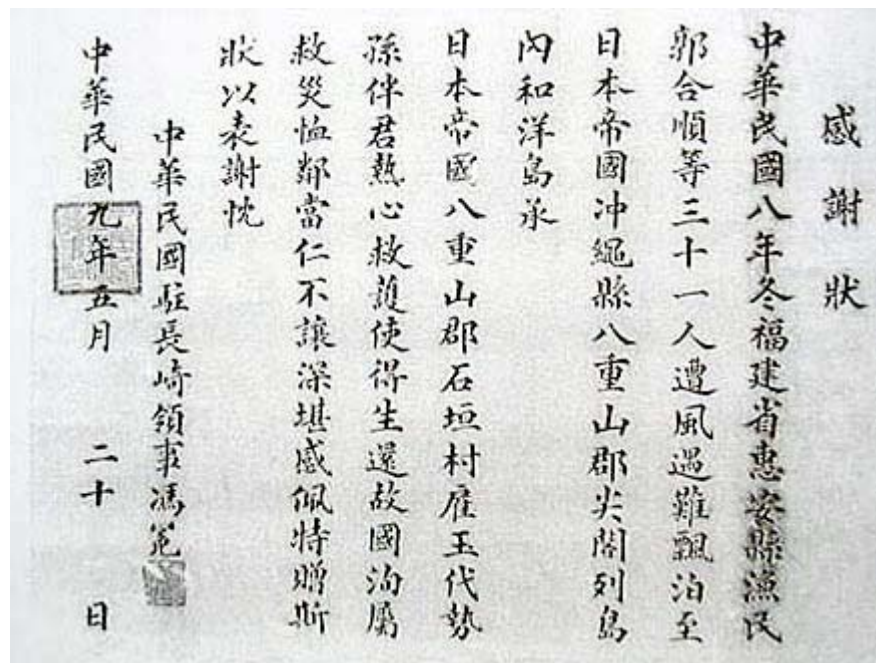 感謝狀
中華民國八年冬福建省惠安縣漁民
郭合順等三十一人遭風遇難飄泊至
日本帝國沖繩縣八重山郡尖閣列島
內和洋島承
日本帝國八重山郡石垣村雇玉代勢
孫伴君熱心救護使得生還故國洵屬
救災恤鄰當仁不讓深堪感佩特贈斯
狀以表謝忱
中華民國駐長崎領事馮冕
中華民國九年五月二十日